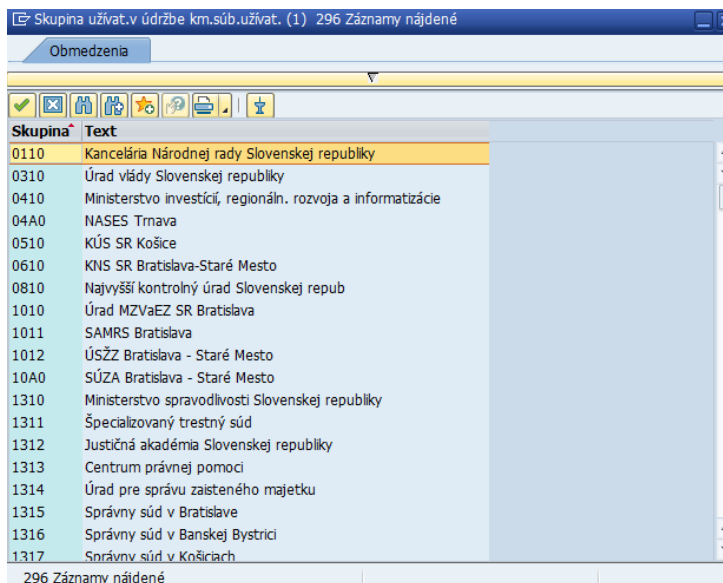 Skupina užívat.v údržbe km.súb.užívat. (1) 296 Záznamy nájdené
Obmedzenia
Skupina Text
0110 Kancelária Národnej rady Slovenskej republiky
0310 Úrad vlády Slovenskej republiky
0410 Ministerstvo investícií, regionáln. rozvoja a informatizácie
04A0 NASES Trnava
0510 KÚS SR Košice
0610 KNS SR Bratislava-Staré Mesto
0810 Najvyšší kontrolný úrad Slovenskej repub
1010 Úrad MZVaEZ SR Bratislava
1011 SAMRS Bratislava
1012 ÚSŽZ Bratislava - Staré Mesto
10A0 SÚZA Bratislava - Staré Mesto
1310 Ministerstvo spravodlivosti Slovenskej republiky
1311 Špecializovaný trestný súd
1312 Justičná akadémia Slovenskej republiky
1313 Centrum právnej pomoci
1314 Úrad pre správu zaisteného majetku
1315 Správny súd v Bratislave
1316 Správny súd v Banskej Bystrici
1317 Správny súd v Košiciach
296 Záznamy nájdené